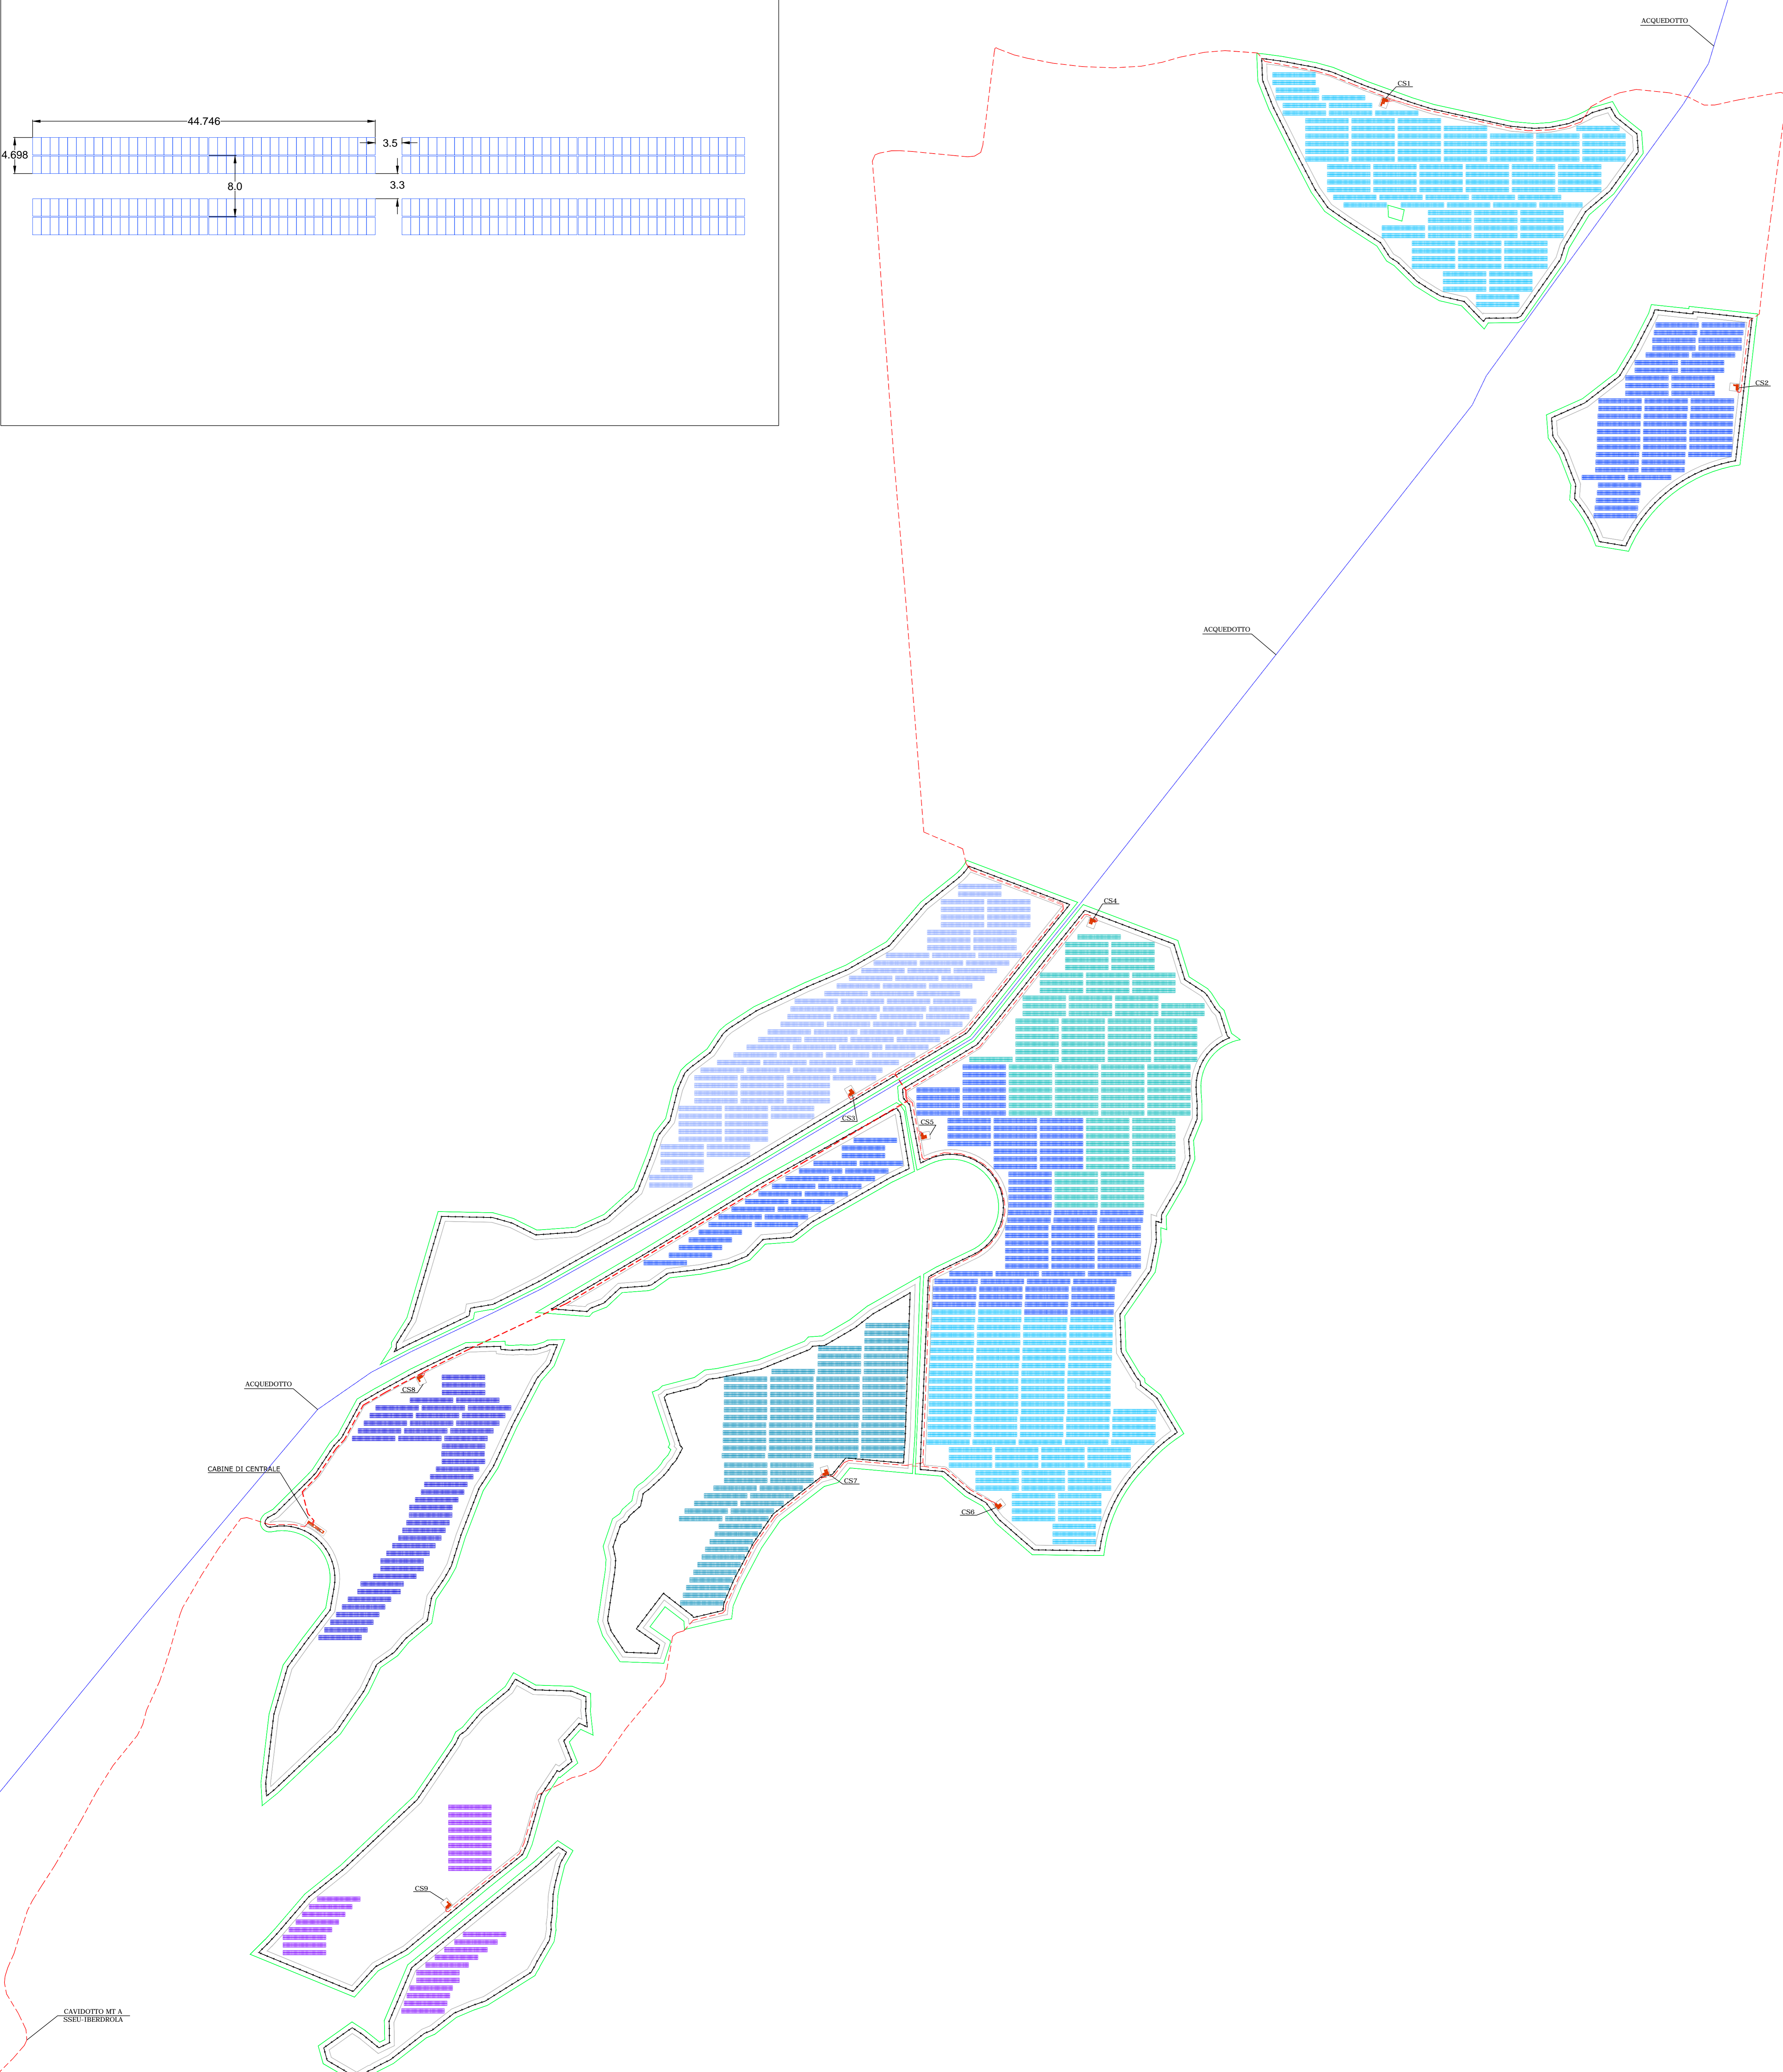 ACQUEDOTTO
CS1
44.746
3.5
4.698
8.0
3.3
CS2
ACQUEDOTTO
CS4
CS3
CS5
ACQUEDOTTO
CS8
CABINE DI CENTRALE
CS7
CS6
CS9
CAVIDOTTO MT A
SSEU-IBERDROLA